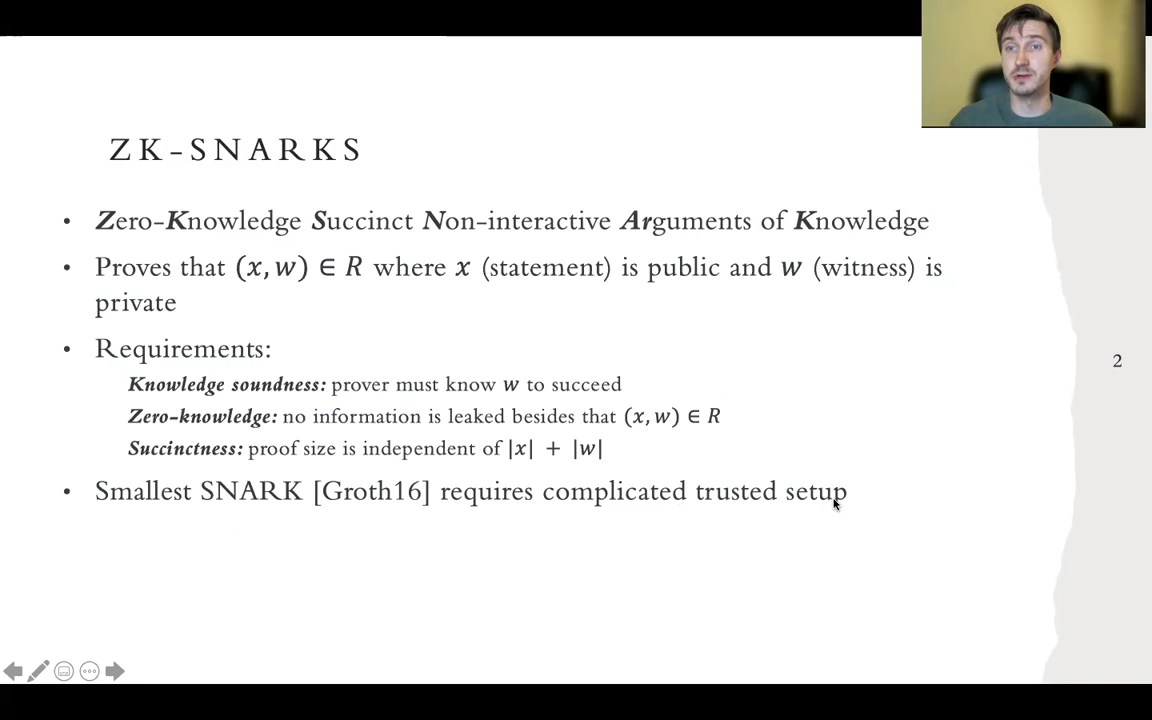 ZK-SNARKS
• Zero-Knowledge Succinct Non-interactive Arguments of Knowledge
• Proves that (x, w) ∈ R where x (statement) is public and w (witness) is
private
• Requirements:
Knowledge soundness: prover must know w to succeed
Zero-knowledge: no information is leaked besides that (x, w) ∈ R
Succinctness: proof size is independent of |x| + |w|
• Smallest SNARK [Groth16] requires complicated trusted setup
2